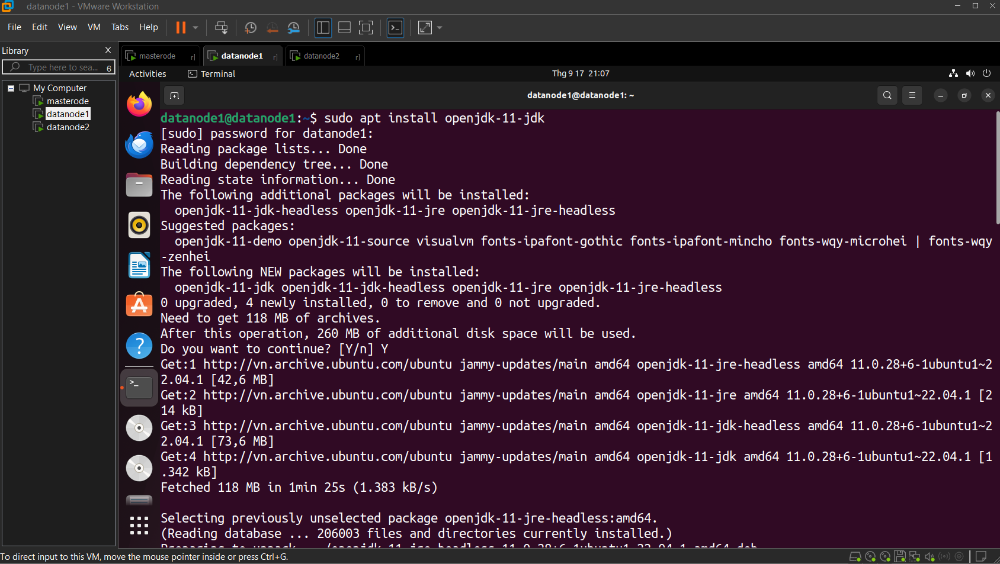 datanode1 - VMware Workstation
File Edit View VM Tabs Help
Library
Type here to sea... 6
My Computer
masterode
datanode1
datanode2
masterode r]
datanode1 r]
datanode2 r]
Activities Terminal Thg 9 17 21:07
datanode1@datanode1: ~
datanode1@datanode1:~$ sudo apt install openjdk-11-jdk
[sudo] password for datanode1:
Reading package lists... Done
Building dependency tree... Done
Reading state information... Done
The following additional packages will be installed:
openjdk-11-jdk-headless openjdk-11-jre openjdk-11-jre-headless
Suggested packages:
openjdk-11-demo openjdk-11-source visualvm fonts-ipafont-gothic fonts-ipafont-mincho fonts-wqy-microhei | fonts-wqy
-zenhei
The following NEW packages will be installed:
openjdk-11-jdk openjdk-11-jdk-headless openjdk-11-jre openjdk-11-jre-headless
0 upgraded, 4 newly installed, 0 to remove and 0 not upgraded.
Need to get 118 MB of archives.
After this operation, 260 MB of additional disk space will be used.
Do you want to continue? [Y/n] Y
Get:1 http://vn.archive.ubuntu.com/ubuntu jammy-updates/main amd64 openjdk-11-jre-headless amd64 11.0.28+6-1ubuntu1~2
2.04.1 [42,6 MB]
Get:2 http://vn.archive.ubuntu.com/ubuntu jammy-updates/main amd64 openjdk-11-jre amd64 11.0.28+6-1ubuntu1~22.04.1 [2
14 kB]
Get:3 http://vn.archive.ubuntu.com/ubuntu jammy-updates/main amd64 openjdk-11-jdk-headless amd64 11.0.28+6-1ubuntu1~2
2.04.1 [73,6 MB]
Get:4 http://vn.archive.ubuntu.com/ubuntu jammy-updates/main amd64 openjdk-11-jdk amd64 11.0.28+6-1ubuntu1~22.04.1 [1
.342 kB]
Fetched 118 MB in 1min 25s (1.383 kB/s)
Selecting previously unselected package openjdk-11-jre-headless:amd64.
(Reading database ... 206003 files and directories currently installed.)
Preparing to unpack .../openjdk-11-jre-headless_11.0.28+6-1ubuntu1~22.04.1_amd64.deb
To direct input to this VM, move the mouse pointer inside or press Ctrl+G.